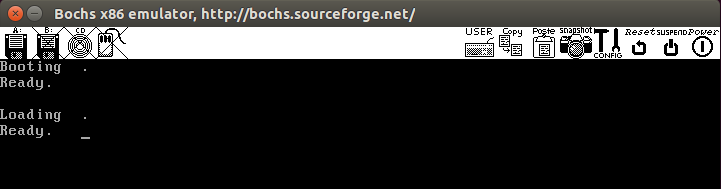 Bochs x86 emulator, http://bochs.sourceforge.net/
A: B: CD USER Copy Paste snapshot CONFIG Reset SUSPEND Power
Booting .
Ready.
Loading .
Ready. _